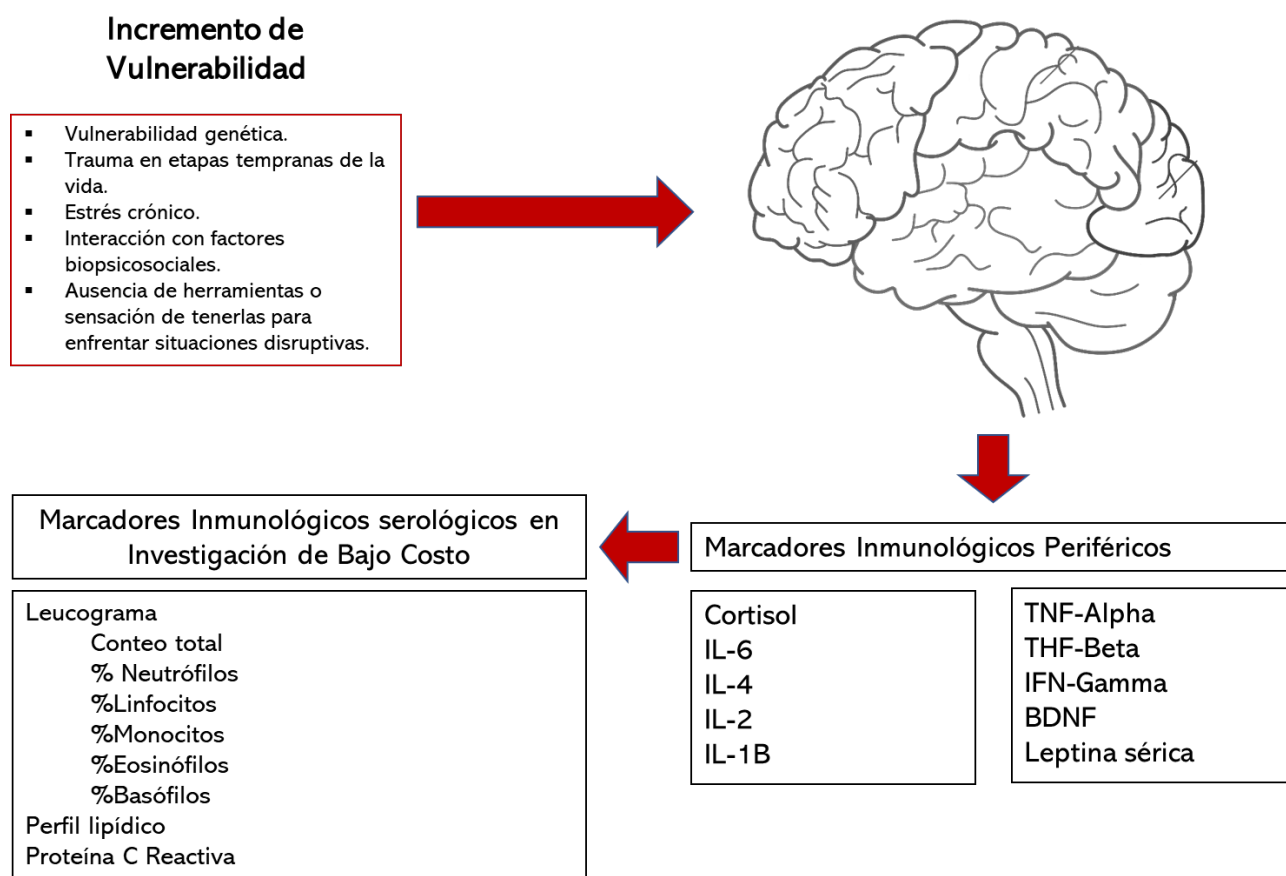 Incremento de
Vulnerabilidad
▪ Vulnerabilidad genética.
▪ Trauma en etapas tempranas de la
vida.
▪ Estrés crónico.
▪ Interacción con factores
biopsicosociales.
▪ Ausencia de herramientas o
sensación de tenerlas para
enfrentar situaciones disruptivas.
Marcadores Inmunológicos serológicos en
Investigación de Bajo Costo
Leucograma
Conteo total
% Neutrófilos
%Linfocitos
%Monocitos
%Eosinófilos
%Basófilos
Perfil lipídico
Proteína C Reactiva
Marcadores Inmunológicos Periféricos
Cortisol
IL-6
IL-4
IL-2
IL-1B
TNF-Alpha
THF-Beta
IFN-Gamma
BDNF
Leptina sérica